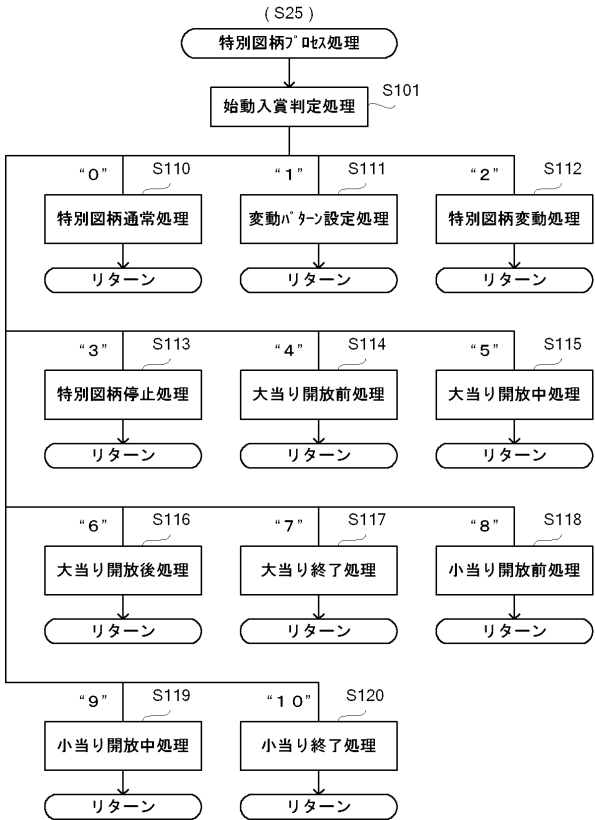 (S25)
特別図柄ﾌﾟﾛｾｽ処理
S101
始動入賞判定処理
“0” S110 “1” S111 “2” S112
特別図柄通常処理 変動ﾊﾟﾀｰﾝ設定処理 特別図柄変動処理
リターン リターン リターン
“3” S113 “4” S114 “5” S115
特別図柄停止処理 大当り開放前処理 大当り開放中処理
リターン リターン リターン
“6” S116 “7” S117 “8” S118
大当り開放後処理 大当り終了処理 小当り開放前処理
リターン リターン リターン
“9” S119 “10” S120
小当り開放中処理 小当り終了処理
リターン リターン